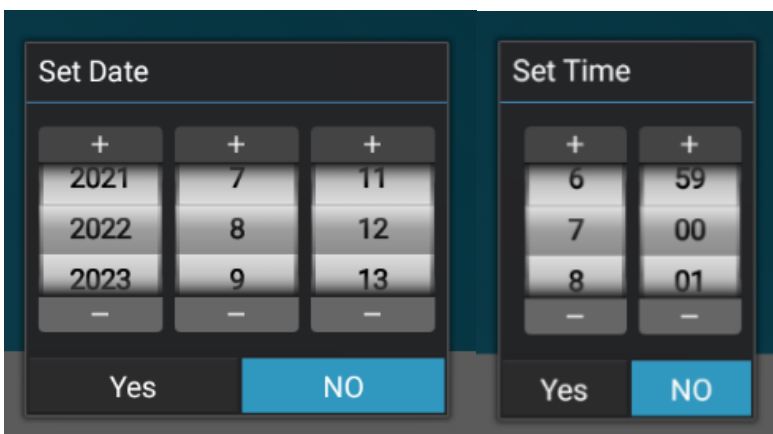 Set Date
+ + +
2021 7 11
2022 8 12
2023 9 13
− − −
Yes NO
Set Time
+ +
6 59
7 00
8 01
− −
Yes NO